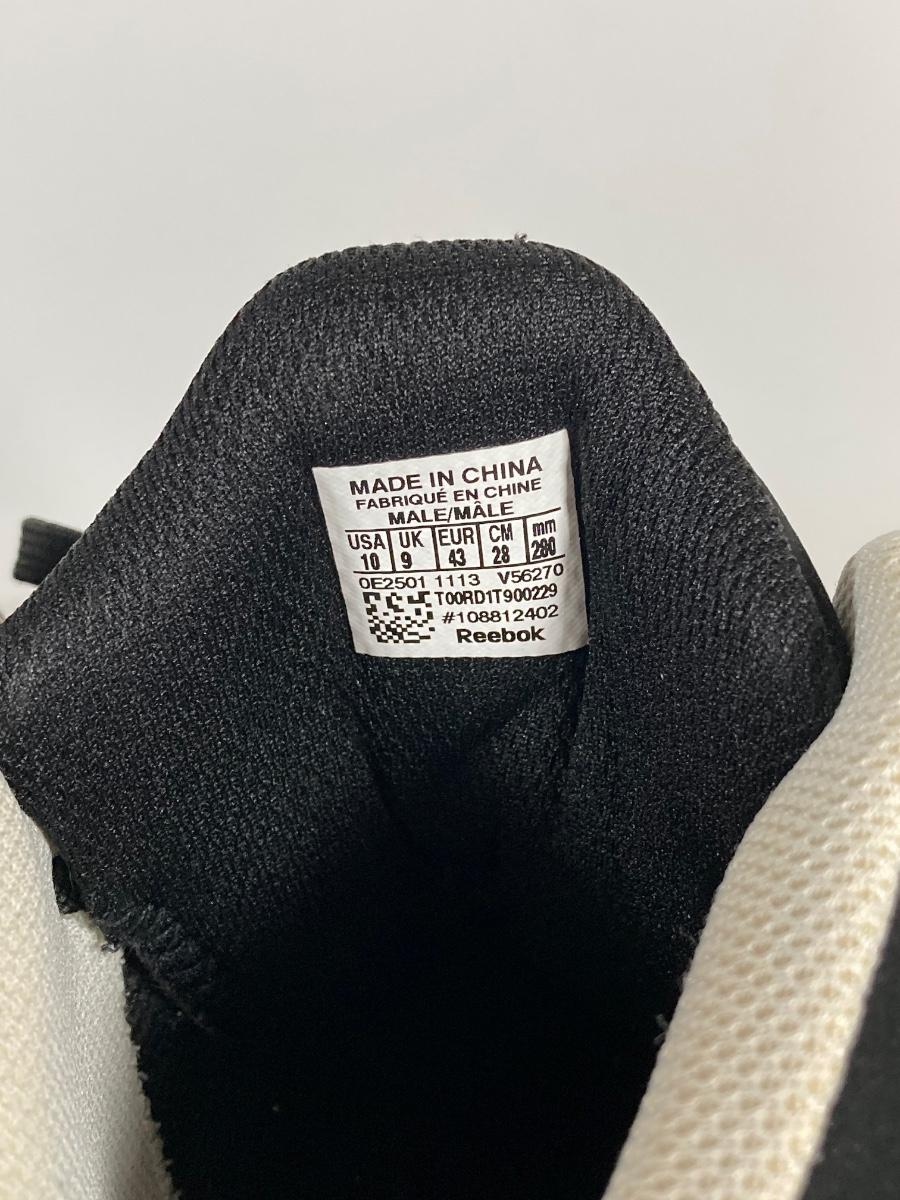 MADE IN CHINA
FABRIQUÉ EN CHINE
MALE/MÂLE
USA UK EUR CM mm
10 9 43 28 280
0E2501 1113 V56270
T00RD1T900229
#108812402
Reebok